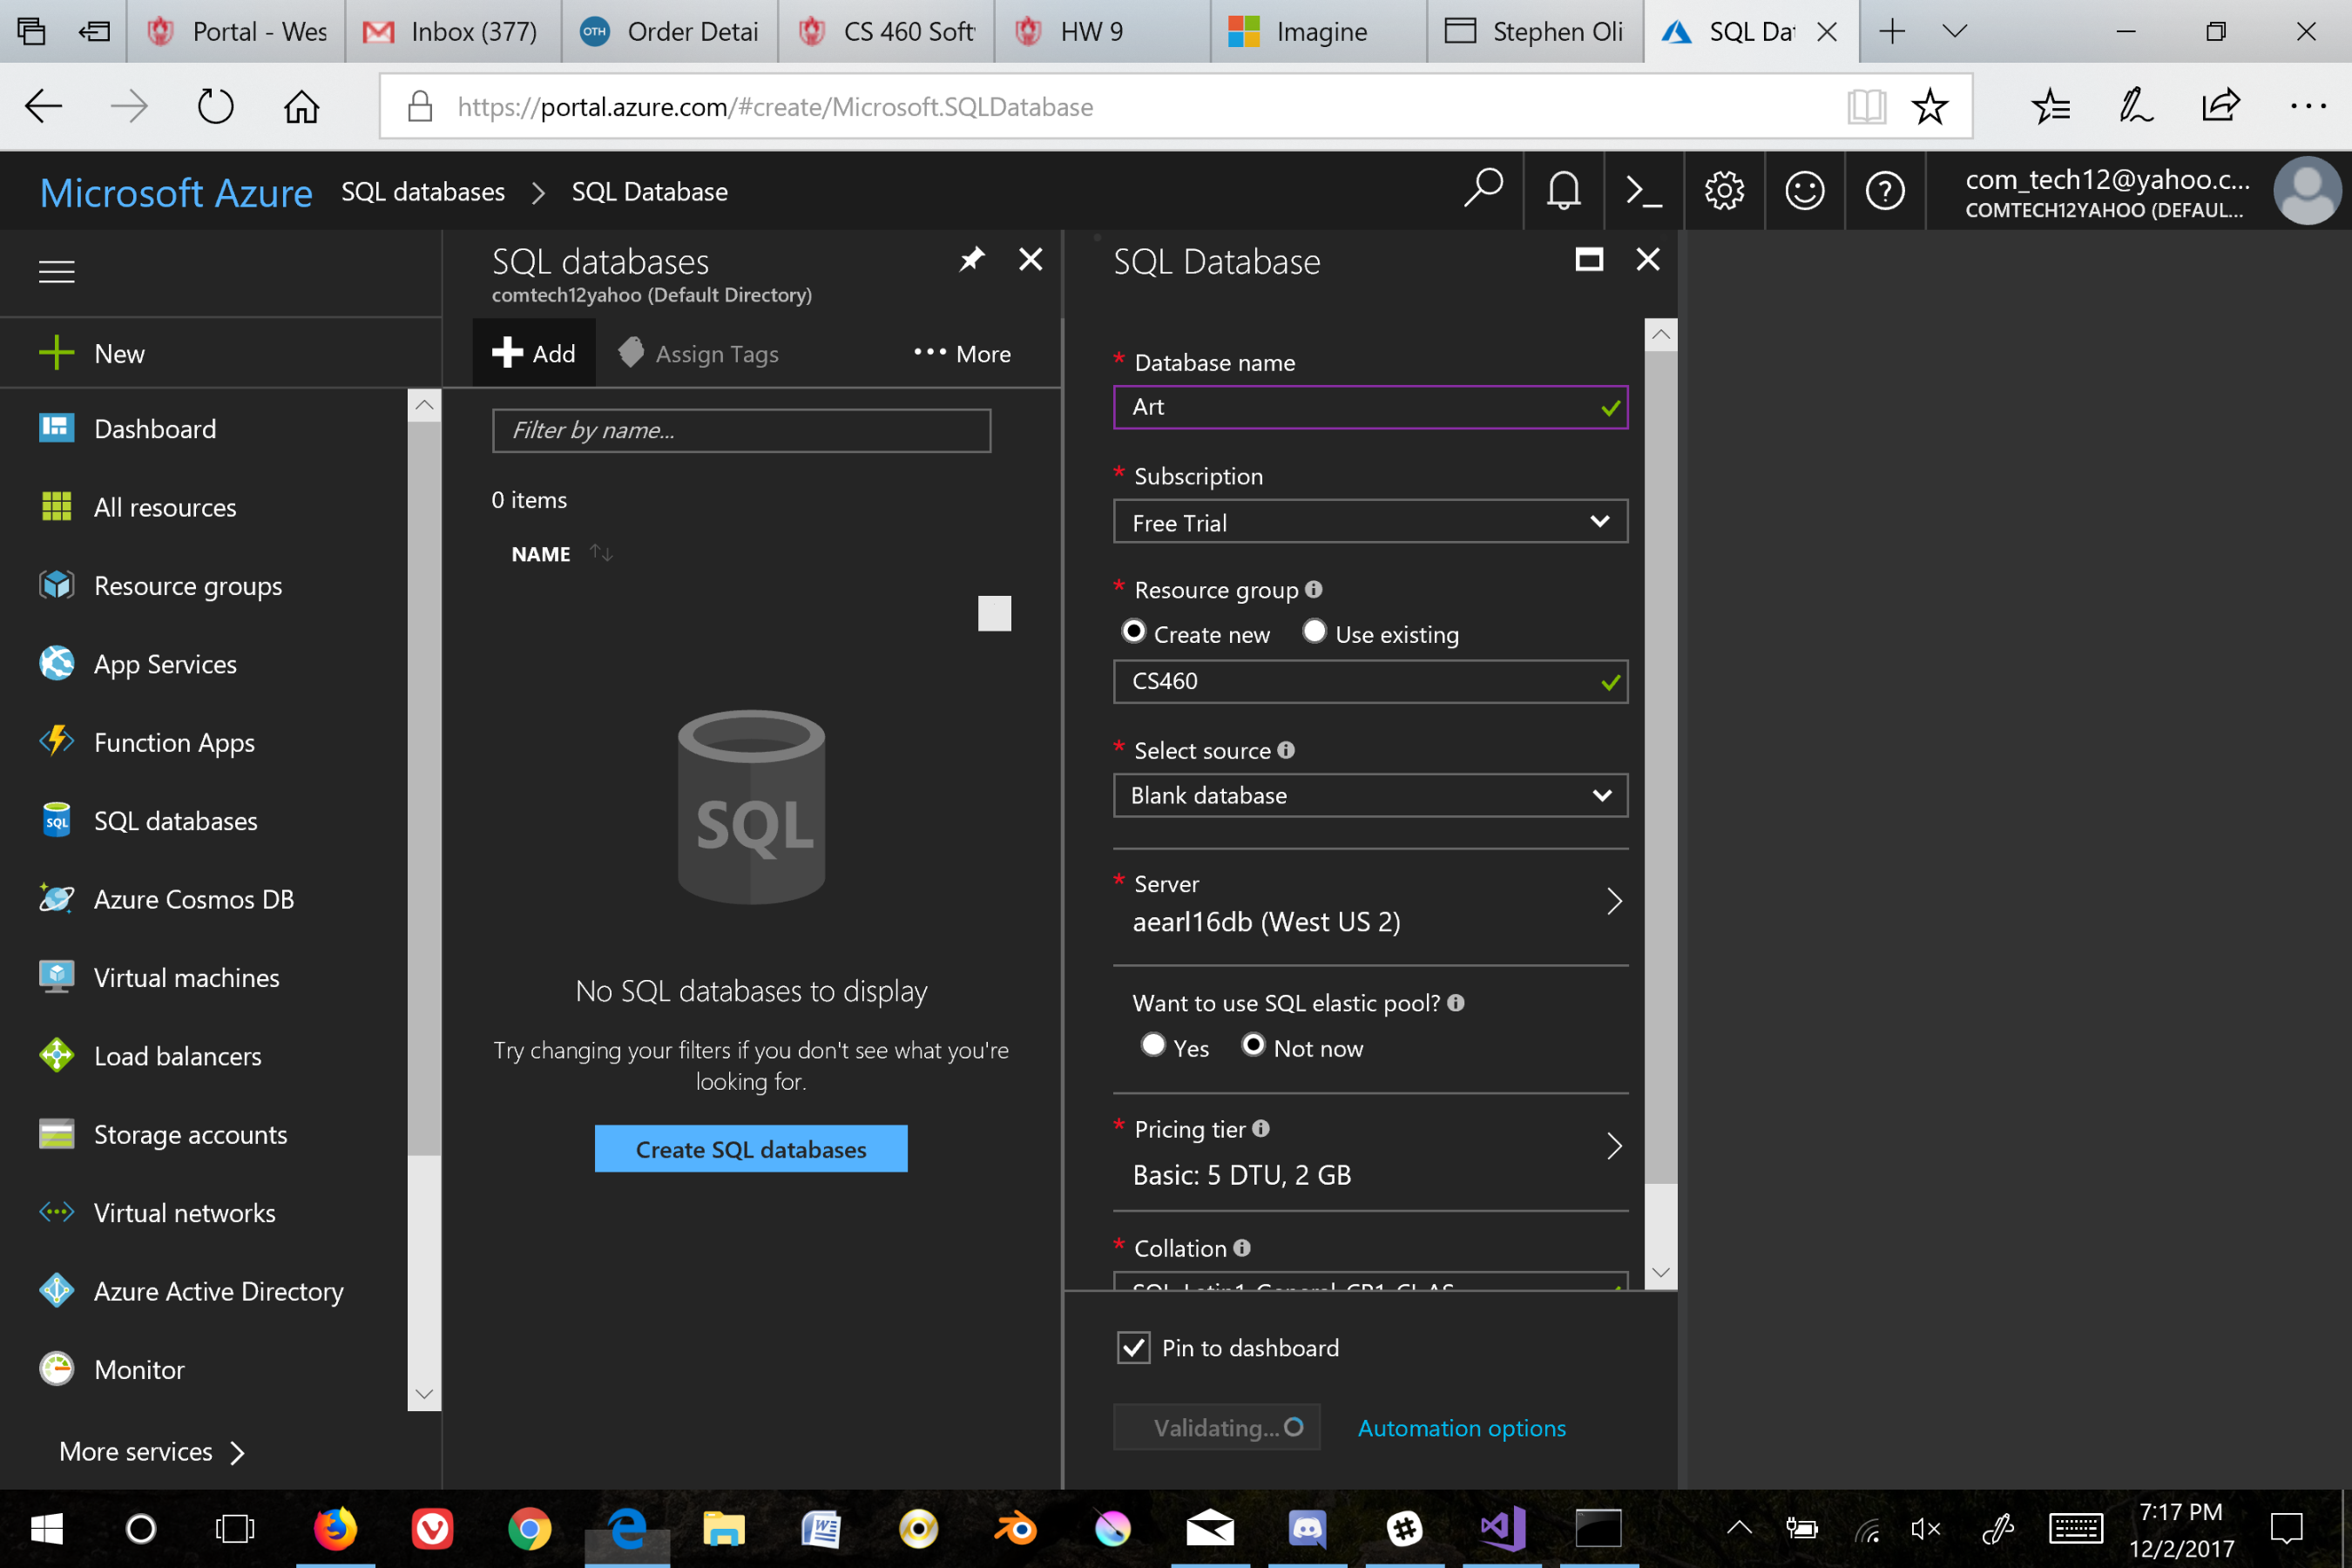 Portal - Wes
Inbox (377)
Order Detai
CS 460 Soft
HW 9
Imagine
Stephen Oli
SQL Dat
https://portal.azure.com/#create/Microsoft.SQLDatabase
Microsoft Azure
SQL databases
SQL Database
com_tech12@yahoo.c...
COMTECH12YAHOO (DEFAUL...
New
Dashboard
All resources
Resource groups
App Services
Function Apps
SQL databases
Azure Cosmos DB
Virtual machines
Load balancers
Storage accounts
Virtual networks
Azure Active Directory
Monitor
More services
SQL databases
comtech12yahoo (Default Directory)
Add
Assign Tags
More
Filter by name...
0 items
NAME
SQL
No SQL databases to display
Try changing your filters if you don't see what you're
looking for.
Create SQL databases
SQL Database
* Database name
Art
* Subscription
Free Trial
* Resource group
Create new
Use existing
CS460
* Select source
Blank database
* Server
aearl16db (West US 2)
Want to use SQL elastic pool?
Yes
Not now
* Pricing tier
Basic: 5 DTU, 2 GB
* Collation
SQL_Latin1_General_CP1_CI_AS
Pin to dashboard
Validating...
Automation options
7:17 PM
12/2/2017